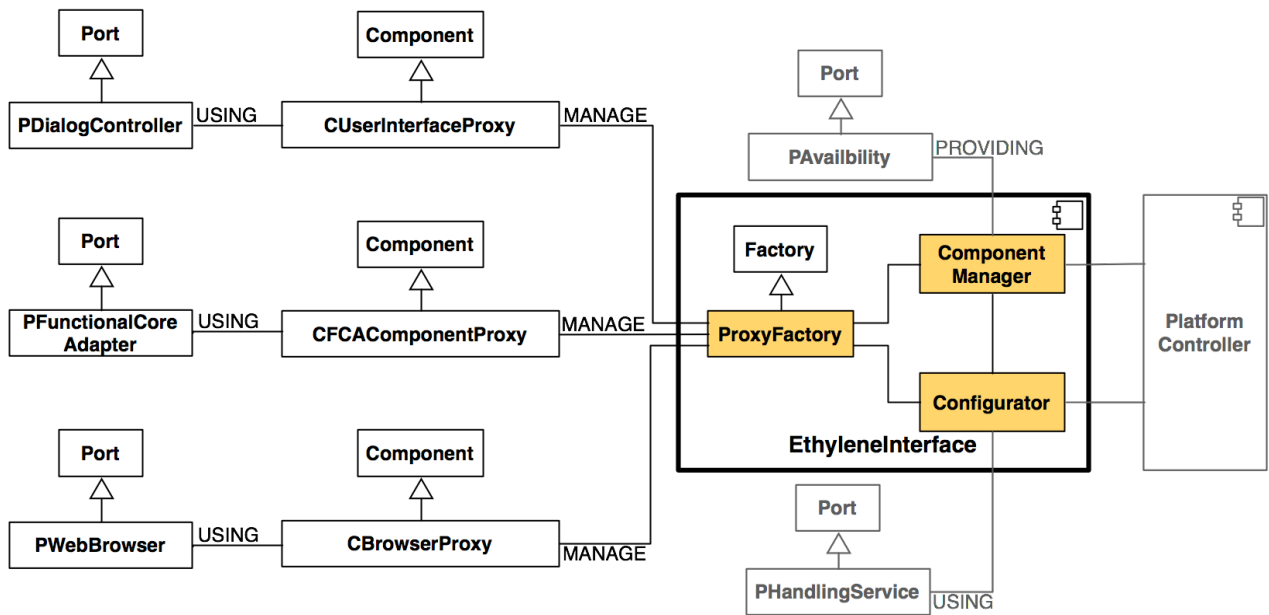 Port
Component
PDialogController
USING
CUserInterfaceProxy
MANAGE
Port
PAvailbility
PROVIDING
Port
Component
PFunctionalCore
Adapter
USING
CFCAComponentProxy
MANAGE
Factory
ProxyFactory
Component
Manager
Configurator
EthyleneInterface
Platform
Controller
Port
Component
PWebBrowser
USING
CBrowserProxy
MANAGE
Port
PHandlingService
USING